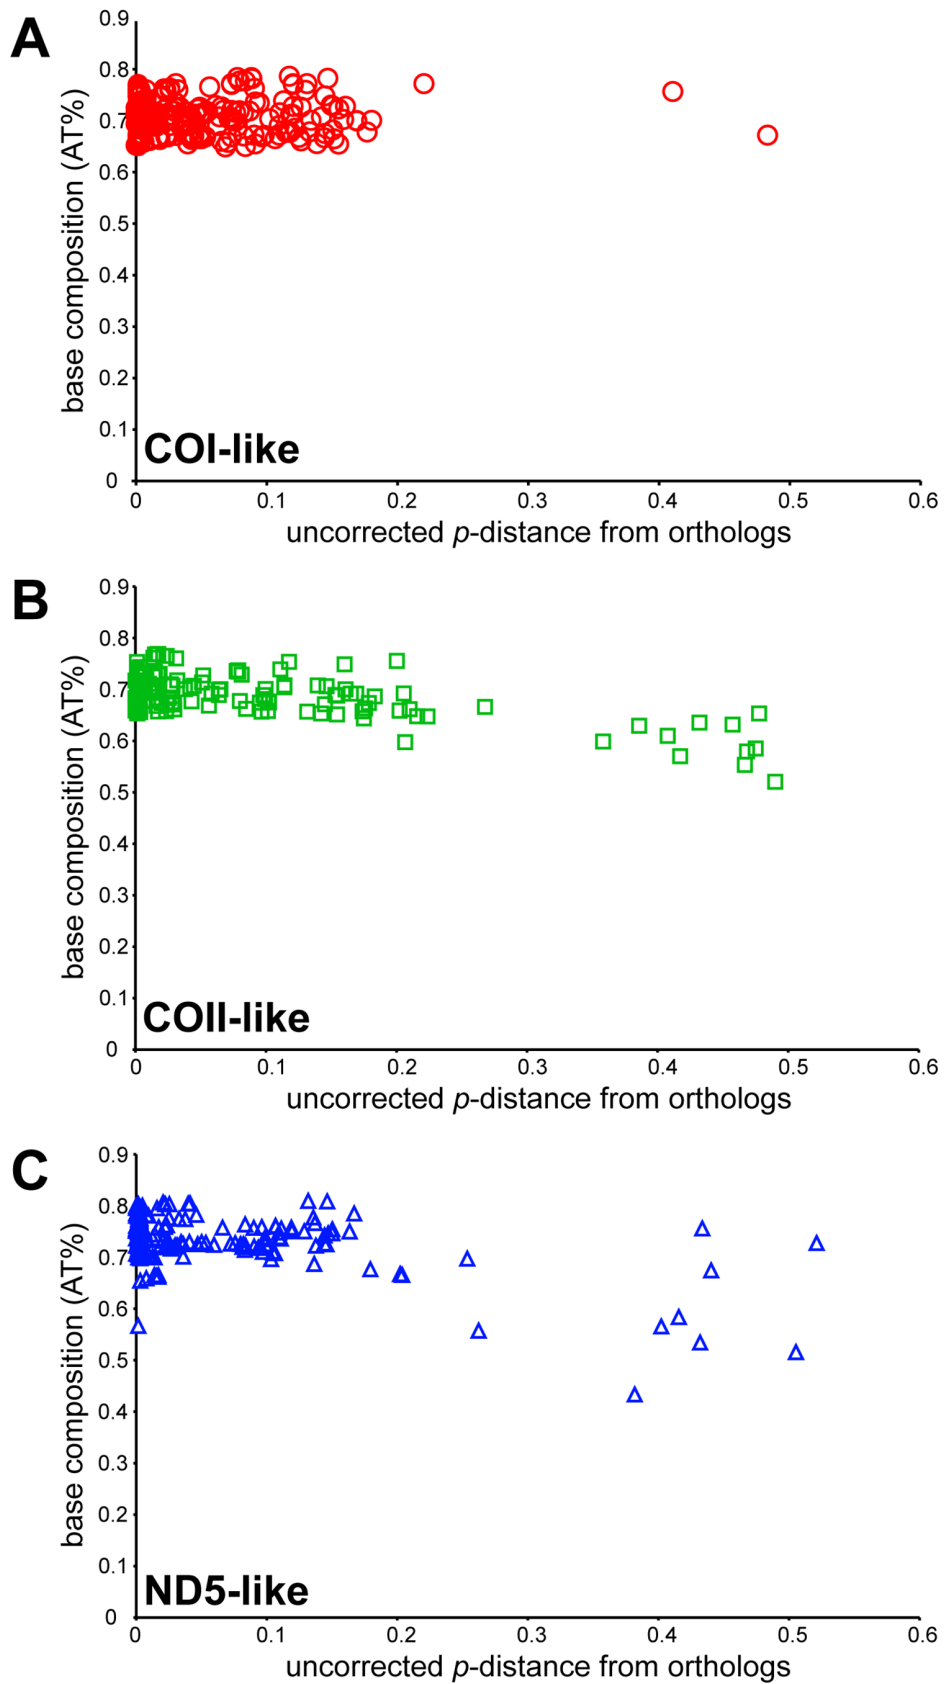 A
0.9
0.8
0.7
0.6
0.5
0.4
0.3
0.2
0.1
0
base composition (AT%)
COI-like
0 0.1 0.2 0.3 0.4 0.5 0.6
uncorrected p-distance from orthologs
B
0.9
0.8
0.7
0.6
0.5
0.4
0.3
0.2
0.1
0
base composition (AT%)
COII-like
0 0.1 0.2 0.3 0.4 0.5 0.6
uncorrected p-distance from orthologs
C
0.9
0.8
0.7
0.6
0.5
0.4
0.3
0.2
0.1
0
base composition (AT%)
ND5-like
0 0.1 0.2 0.3 0.4 0.5 0.6
uncorrected p-distance from orthologs